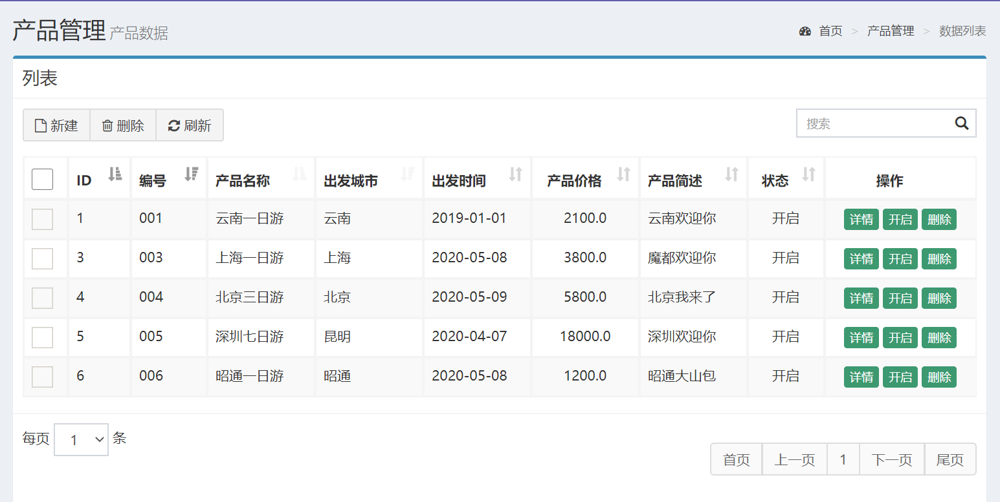 产品管理 产品数据
首页 > 产品管理 > 数据列表
列表
新建 删除 刷新
搜索
ID 编号 产品名称 出发城市 出发时间 产品价格 产品简述 状态 操作
1 001 云南一日游 云南 2019-01-01 2100.0 云南欢迎你 开启 详情 开启 删除
3 003 上海一日游 上海 2020-05-08 3800.0 魔都欢迎你 开启 详情 开启 删除
4 004 北京三日游 北京 2020-05-09 5800.0 北京我来了 开启 详情 开启 删除
5 005 深圳七日游 昆明 2020-04-07 18000.0 深圳欢迎你 开启 详情 开启 删除
6 006 昭通一日游 昭通 2020-05-08 1200.0 昭通大山包 开启 详情 开启 删除
每页 1 条
首页 上一页 1 下一页 尾页